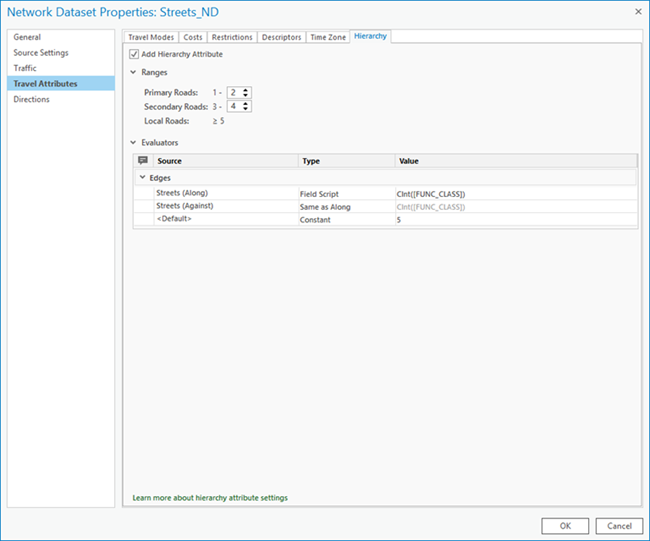 Network Dataset Properties: Streets_ND
General
Source Settings
Traffic
Travel Attributes
Directions
Travel Modes Costs Restrictions Descriptors Time Zone Hierarchy
Add Hierarchy Attribute
Ranges
Primary Roads: 1 - 2
Secondary Roads: 3 - 4
Local Roads: ≥ 5
Evaluators
Source Type Value
Edges
Streets (Along) Field Script CInt([FUNC_CLASS])
Streets (Against) Same as Along CInt([FUNC_CLASS])
<Default> Constant 5
Learn more about hierarchy attribute settings
OK Cancel